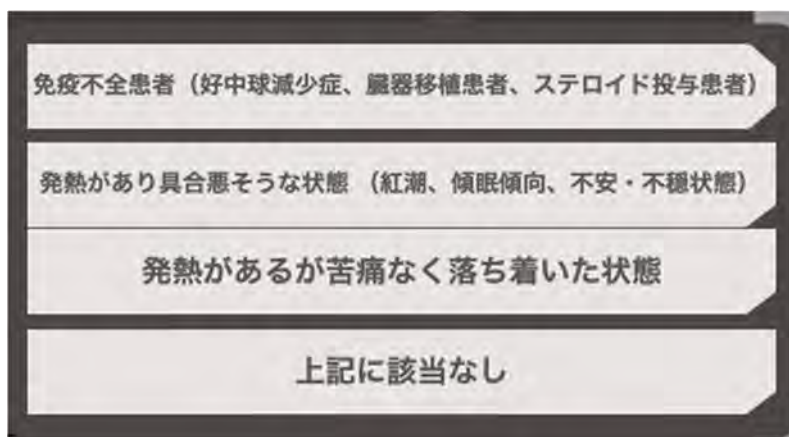 免疫不全患者（好中球減少症、臓器移植患者、ステロイド投与患者）
発熱があり具合悪そうな状態 （紅潮、傾眠傾向、不安・不穏状態）
発熱があるが苦痛なく落ち着いた状態
上記に該当なし